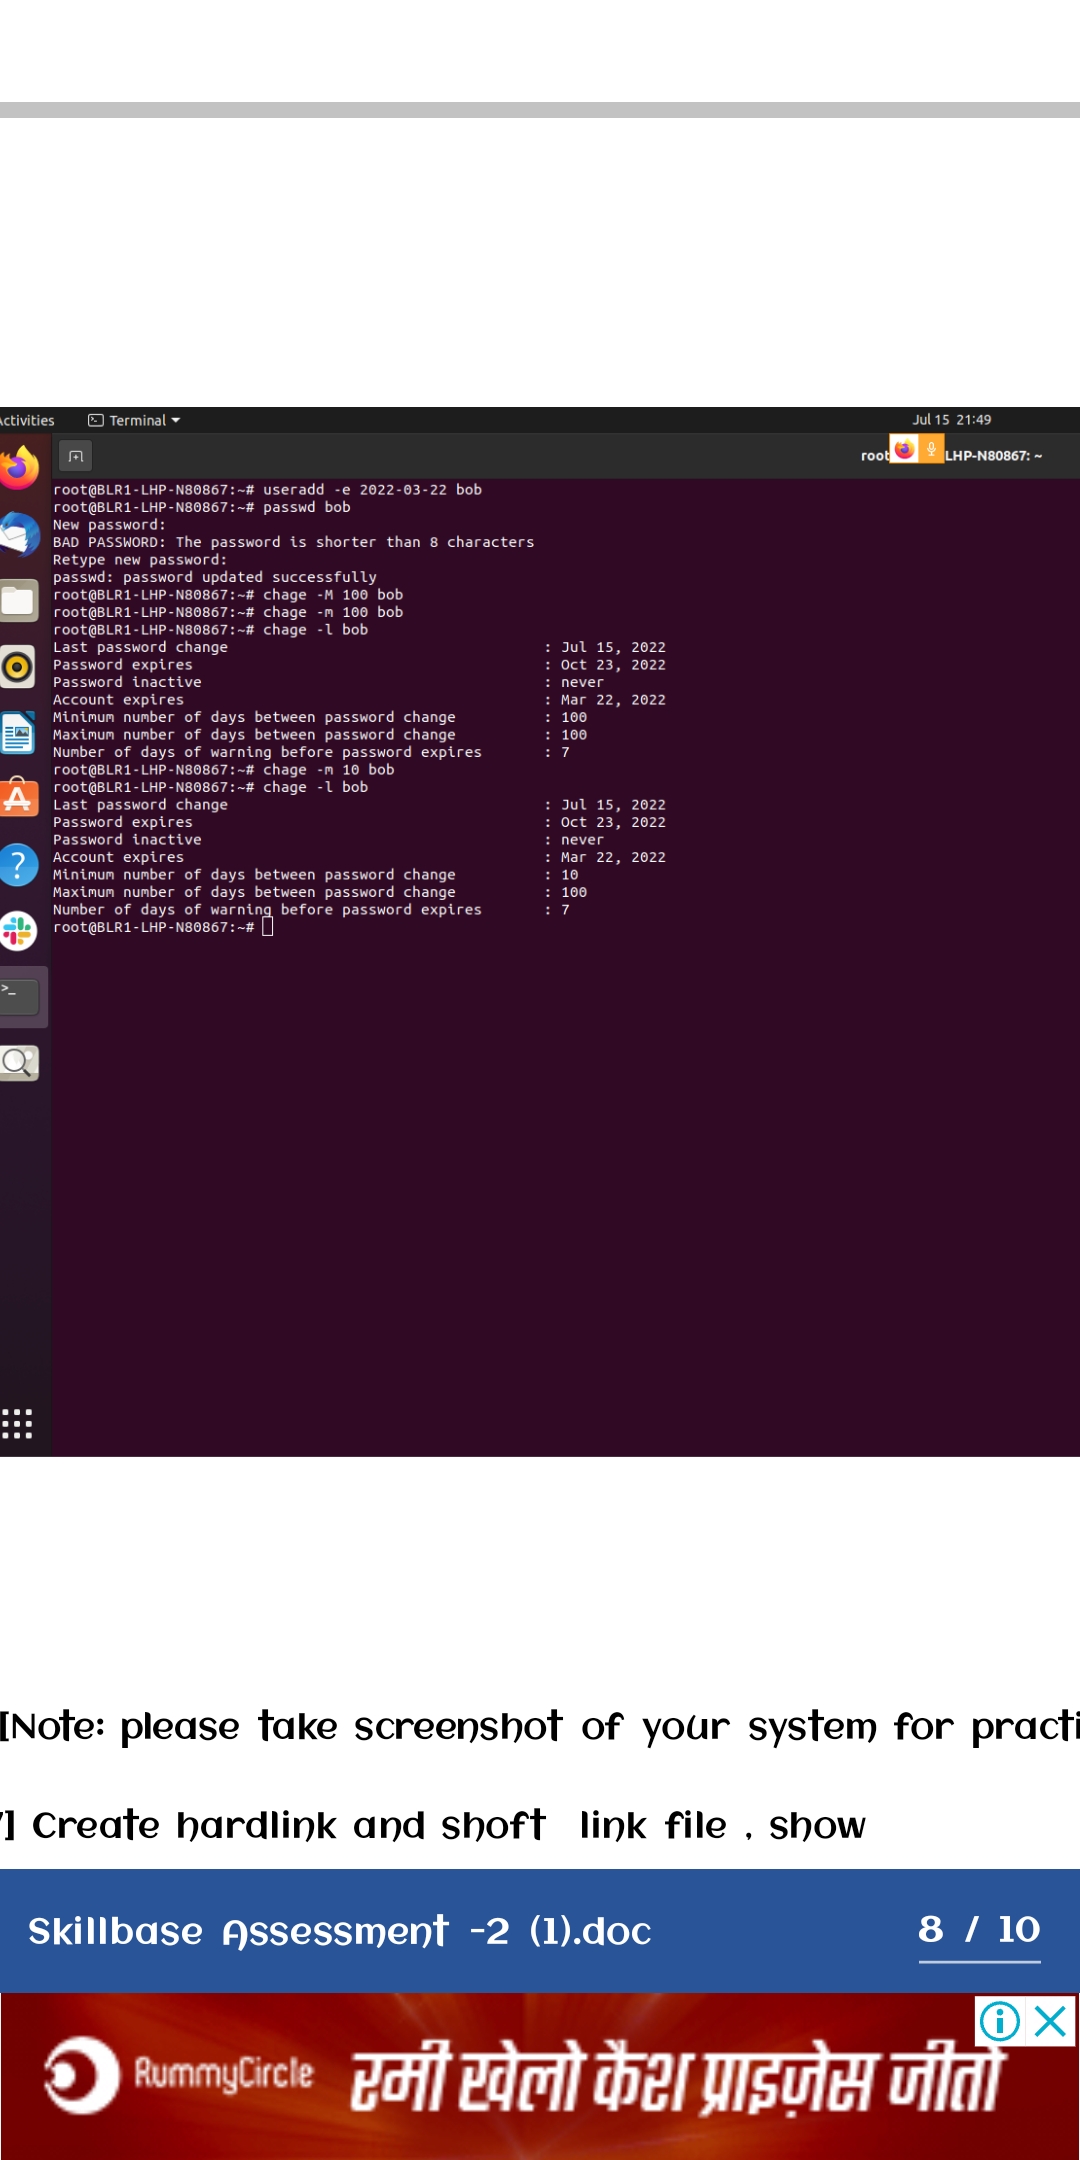 Activities Terminal Jul 15 21:49
root LHP-N80867: ~
root@BLR1-LHP-N80867:~# useradd -e 2022-03-22 bob
root@BLR1-LHP-N80867:~# passwd bob
New password:
BAD PASSWORD: The password is shorter than 8 characters
Retype new password:
passwd: password updated successfully
root@BLR1-LHP-N80867:~# chage -M 100 bob
root@BLR1-LHP-N80867:~# chage -m 100 bob
root@BLR1-LHP-N80867:~# chage -l bob
Last password change : Jul 15, 2022
Password expires : Oct 23, 2022
Password inactive : never
Account expires : Mar 22, 2022
Minimum number of days between password change : 100
Maximum number of days between password change : 100
Number of days of warning before password expires : 7
root@BLR1-LHP-N80867:~# chage -m 10 bob
root@BLR1-LHP-N80867:~# chage -l bob
Last password change : Jul 15, 2022
Password expires : Oct 23, 2022
Password inactive : never
Account expires : Mar 22, 2022
Minimum number of days between password change : 10
Maximum number of days between password change : 100
Number of days of warning before password expires : 7
root@BLR1-LHP-N80867:~#
[Note: please take screenshot of your system for practi
] Create hardlink and shoft link file , show
Skillbase Assessment -2 (1).doc 8 / 10
RummyCircle रमी खेलो कैश प्राइज़ेस जीतो